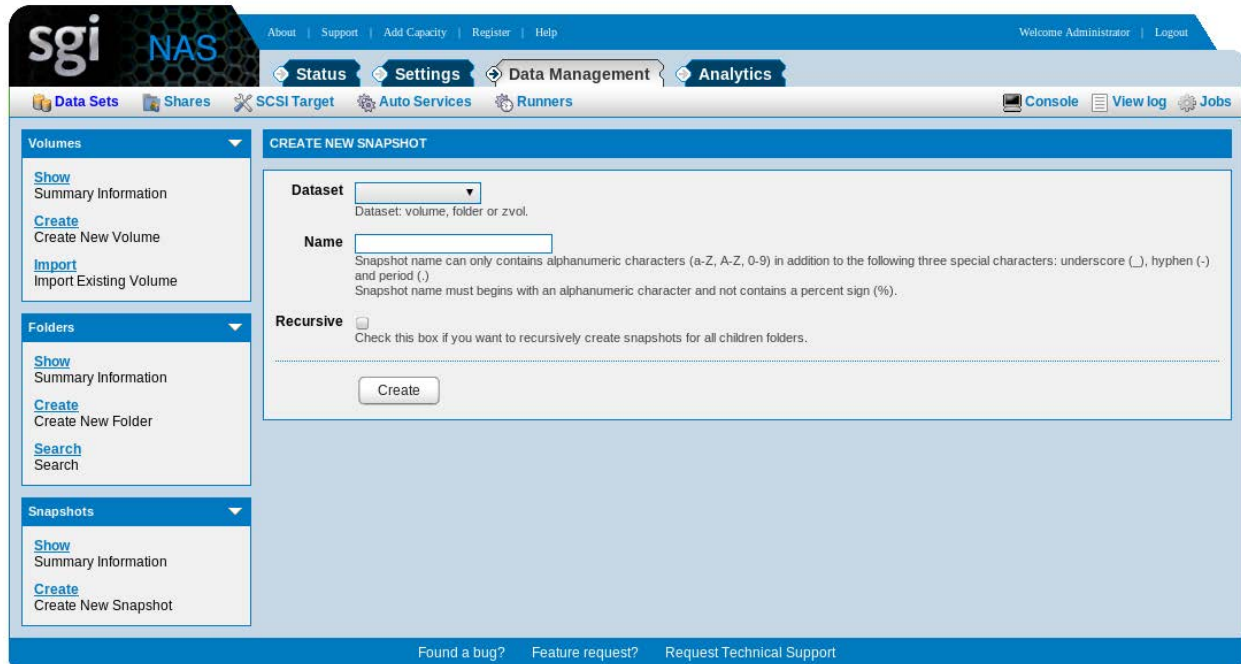 sgi NAS
About | Support | Add Capacity | Register | Help
Welcome Administrator | Logout
Status Settings Data Management Analytics
Data Sets Shares SCSI Target Auto Services Runners
Console View log Jobs
Volumes
Show
Summary Information
Create
Create New Volume
Import
Import Existing Volume
Folders
Show
Summary Information
Create
Create New Folder
Search
Search
Snapshots
Show
Summary Information
Create
Create New Snapshot
CREATE NEW SNAPSHOT
Dataset
Dataset: volume, folder or zvol.
Name
Snapshot name can only contains alphanumeric characters (a-Z, A-Z, 0-9) in addition to the following three special characters: underscore (_), hyphen (-)
and period (.)
Snapshot name must begins with an alphanumeric character and not contains a percent sign (%).
Recursive
Check this box if you want to recursively create snapshots for all children folders.
Create
Found a bug? Feature request? Request Technical Support